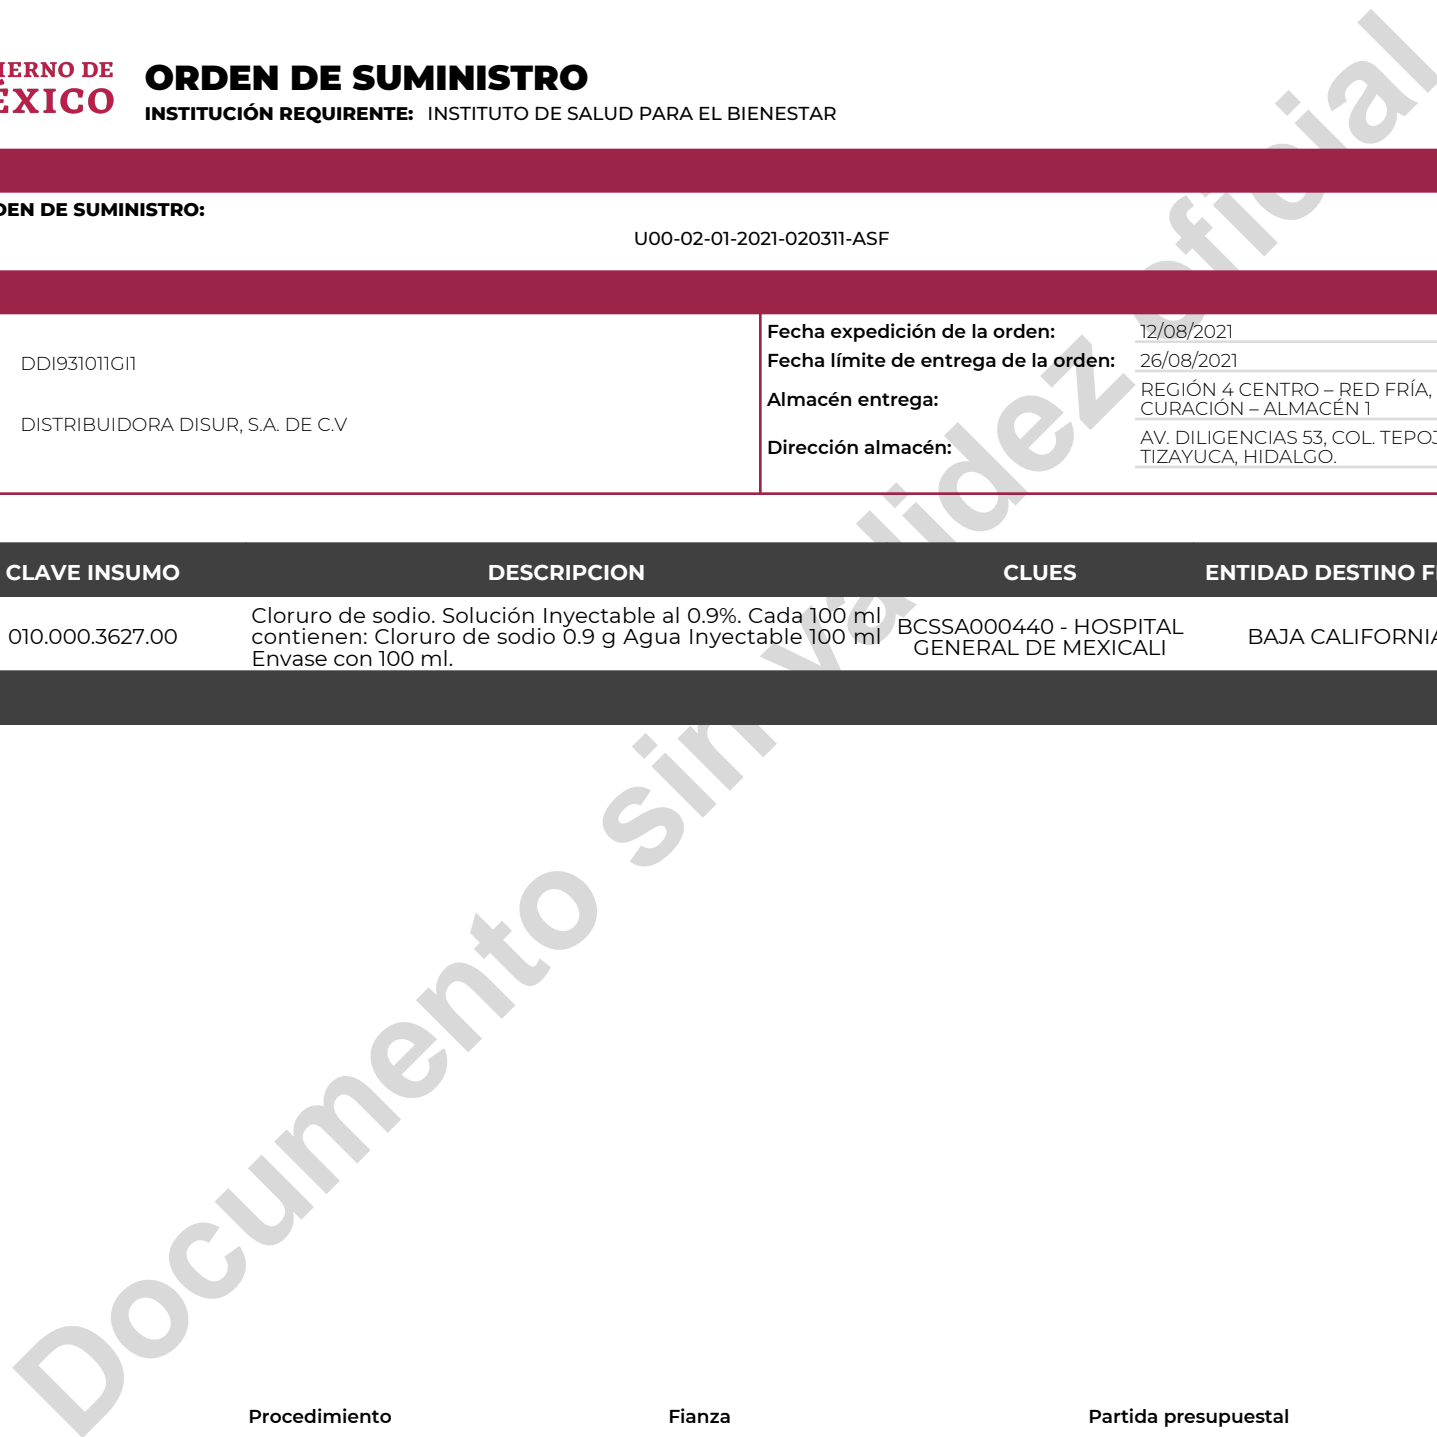 IERNO DE
ÉXICO
ORDEN DE SUMINISTRO
INSTITUCIÓN REQUIRENTE: INSTITUTO DE SALUD PARA EL BIENESTAR
DEN DE SUMINISTRO:
U00-02-01-2021-020311-ASF
DDI931011GI1
DISTRIBUIDORA DISUR, S.A. DE C.V
Fecha expedición de la orden: 12/08/2021
Fecha límite de entrega de la orden: 26/08/2021
Almacén entrega: REGIÓN 4 CENTRO – RED FRÍA,
CURACIÓN – ALMACÉN 1
Dirección almacén: AV. DILIGENCIAS 53, COL. TEPOJ
TIZAYUCA, HIDALGO.
CLAVE INSUMO DESCRIPCION CLUES ENTIDAD DESTINO F
010.000.3627.00
Cloruro de sodio. Solución Inyectable al 0.9%. Cada 100 ml
contienen: Cloruro de sodio 0.9 g Agua Inyectable 100 ml
Envase con 100 ml.
BCSSA000440 - HOSPITAL
GENERAL DE MEXICALI
BAJA CALIFORNIA
Documento sin validez oficial
Procedimiento Fianza Partida presupuestal